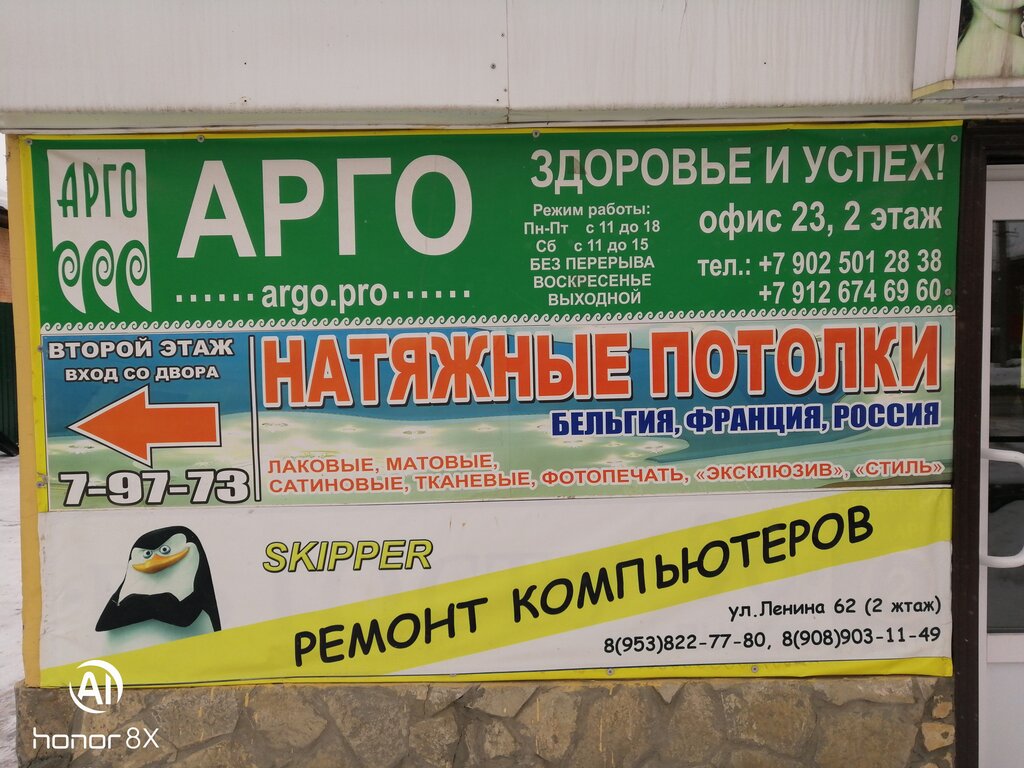 АРГО
АРГО
argo.pro
ЗДОРОВЬЕ И УСПЕХ!
Режим работы:
Пн-Пт с 11 до 18
Сб с 11 до 15
БЕЗ ПЕРЕРЫВА
ВОСКРЕСЕНЬЕ
ВЫХОДНОЙ
офис 23, 2 этаж
тел.: +7 902 501 28 38
+7 912 674 69 60
ВТОРОЙ ЭТАЖ
ВХОД СО ДВОРА
7-97-73
НАТЯЖНЫЕ ПОТОЛКИ
БЕЛЬГИЯ, ФРАНЦИЯ, РОССИЯ
ЛАКОВЫЕ, МАТОВЫЕ,
САТИНОВЫЕ, ТКАНЕВЫЕ, ФОТОПЕЧАТЬ, «ЭКСКЛЮЗИВ», «СТИЛЬ»
SKIPPER
РЕМОНТ КОМПЬЮТЕРОВ
ул.Ленина 62 (2 жтаж)
8(953)822-77-80, 8(908)903-11-49
AI
honor 8X